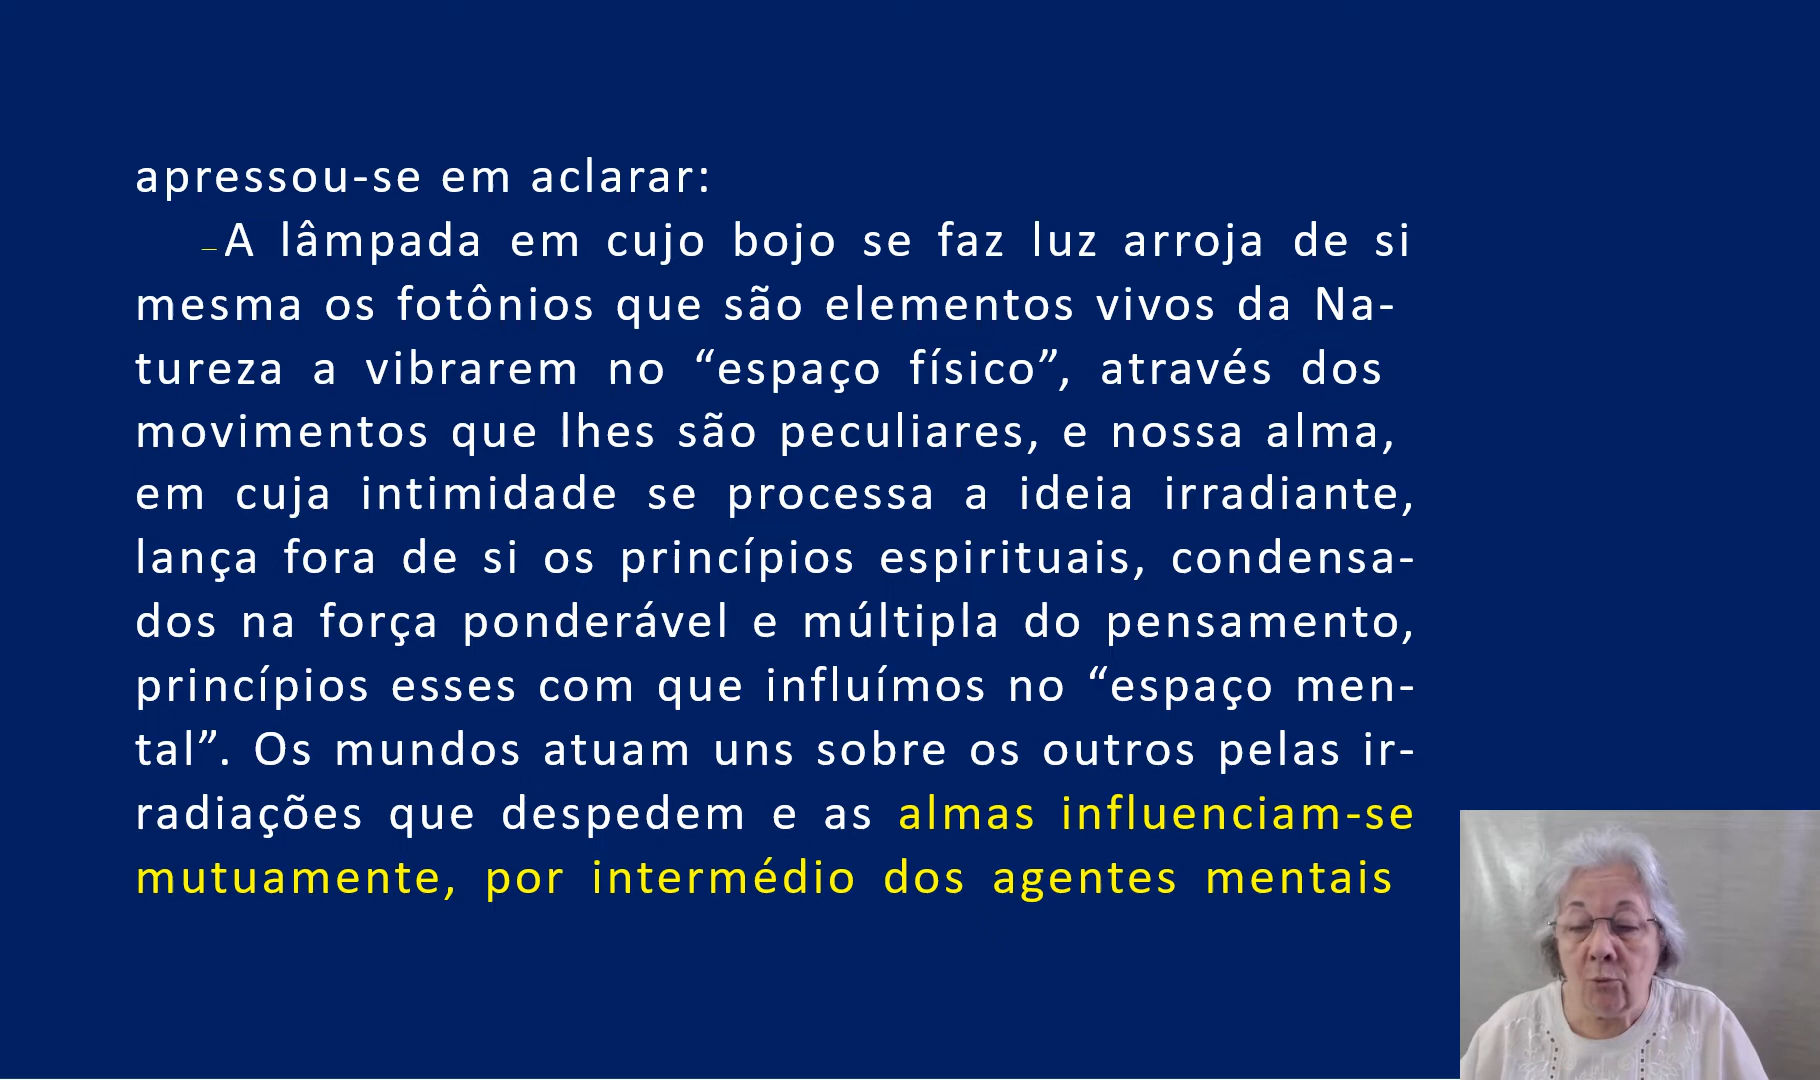 apressou-se em aclarar:
–A lâmpada em cujo bojo se faz luz arroja de si
mesma os fotônios que são elementos vivos da Na-
tureza a vibrarem no “espaço físico”, através dos
movimentos que lhes são peculiares, e nossa alma,
em cuja intimidade se processa a ideia irradiante,
lança fora de si os princípios espirituais, condensa-
dos na força ponderável e múltipla do pensamento,
princípios esses com que influímos no “espaço men-
tal”. Os mundos atuam uns sobre os outros pelas ir-
radiações que despedem e as almas influenciam-se
mutuamente, por intermédio dos agentes mentais